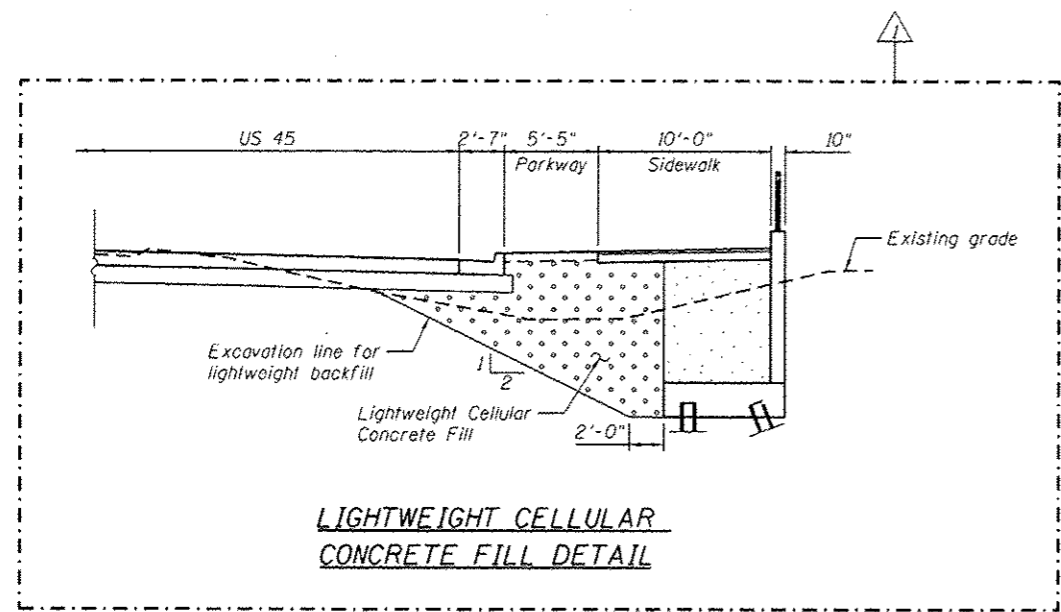 1
US 45
2'-7"
5'-5"
10'-0"
10"
Parkway
Sidewalk
Existing grade
Excavation line for
lightweight backfill
1
2
Lightweight Cellular
Concrete Fill
2'-0"
LIGHTWEIGHT CELLULAR
CONCRETE FILL DETAIL